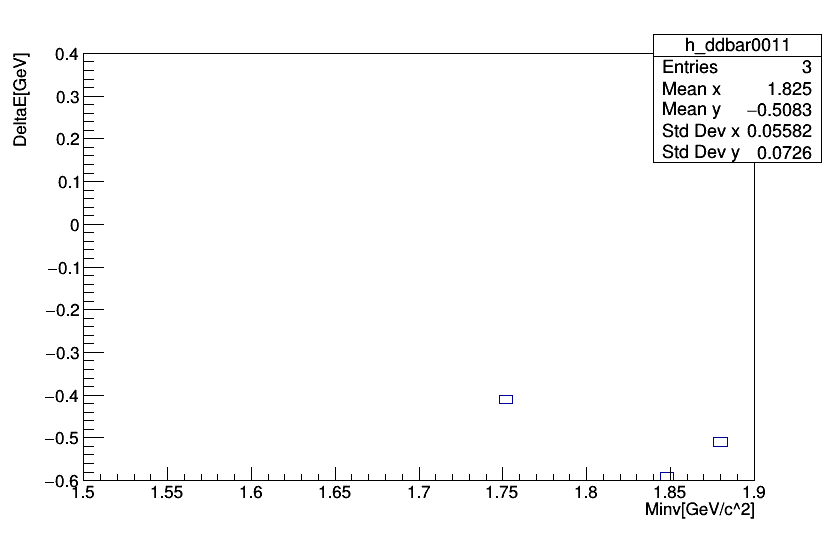 h_ddbar0011
Entries 3
Mean x 1.825
Mean y −0.5083
Std Dev x 0.05582
Std Dev y 0.0726
DeltaE[GeV]
0.4
0.3
0.2
0.1
0
−0.1
−0.2
−0.3
−0.4
−0.5
−0.6
1.5 1.55 1.6 1.65 1.7 1.75 1.8 1.85 1.9
Minv[GeV/c^2]